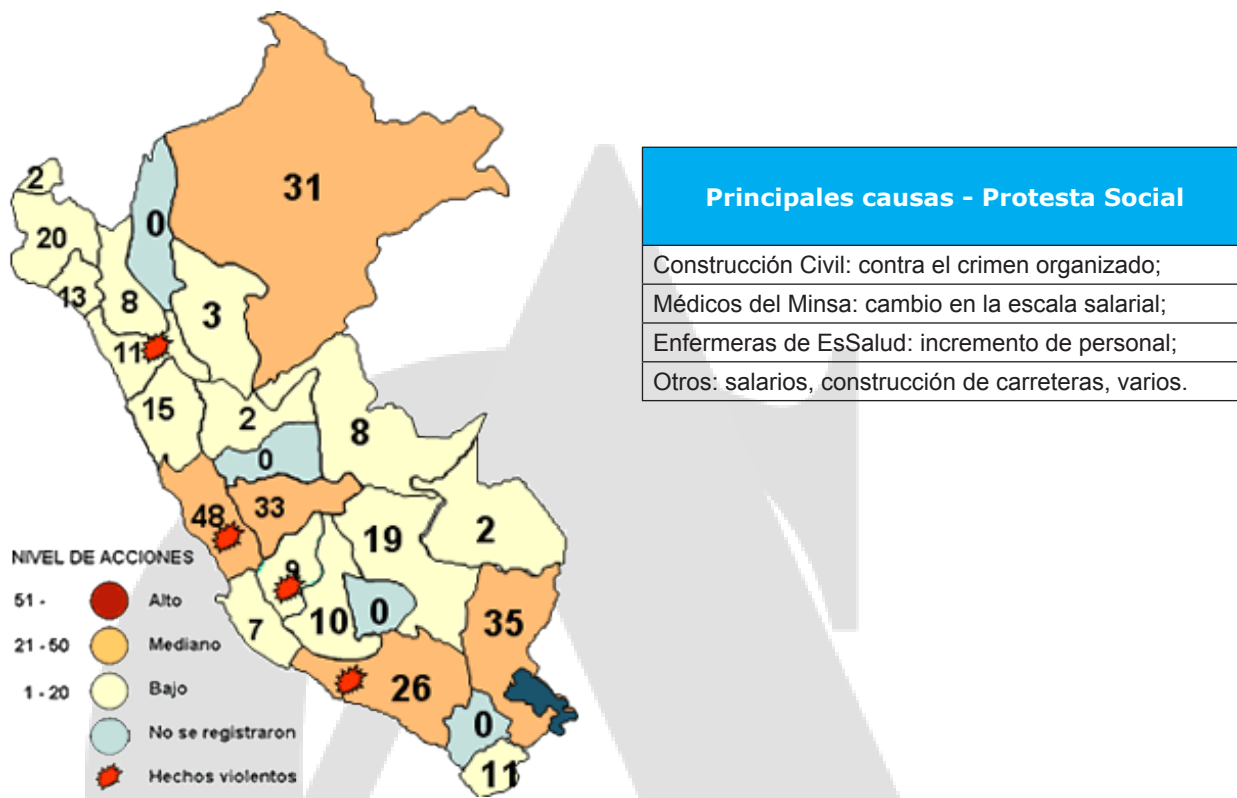 31
2
0
20
13
8
3
11
15
2
8
0
48
33
19
2
9
7
10
0
35
26
0
11
NIVEL DE ACCIONES
51 - Alto
21 - 50 Mediano
1 - 20 Bajo
No se registraron
Hechos violentos
Principales causas - Protesta Social
Construcción Civil: contra el crimen organizado;
Médicos del Minsa: cambio en la escala salarial;
Enfermeras de EsSalud: incremento de personal;
Otros: salarios, construcción de carreteras, varios.